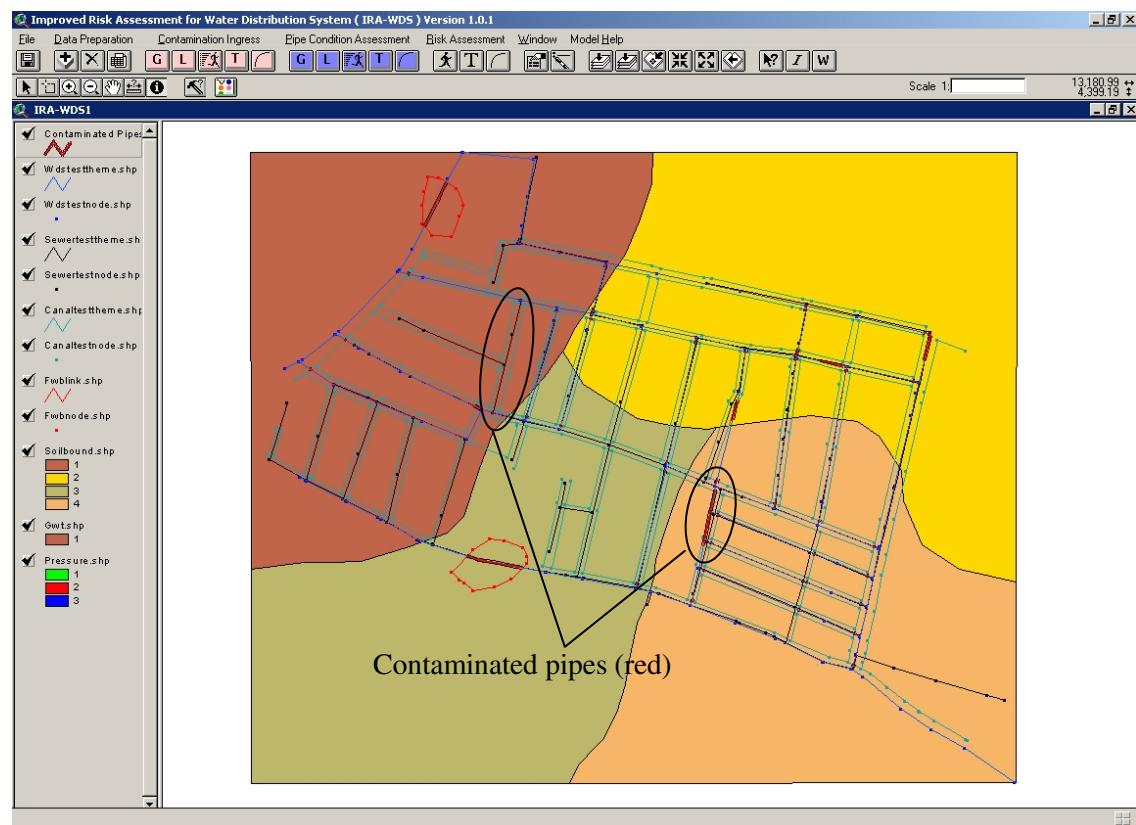 Improved Risk Assessment for Water Distribution System ( IRA-WDS ) Version 1.0.1
File Data Preparation Contamination Ingress Pipe Condition Assessment Risk Assessment Window Model Help
G L T G L T T ? I W
Scale 1: 13,180.99
4,399.19
IRA-WDS1
Contaminated Pipes
Wdstesttheme.shp
Wdstestnode.shp
Sewertesttheme.sh
Sewertestnode.shp
Canaltesttheme.shp
Canaltestnode.shp
Fwblink.shp
Fwbnode.shp
Soilbound.shp
1
2
3
4
Gwt.shp
1
Pressure.shp
1
2
3
Contaminated pipes (red)